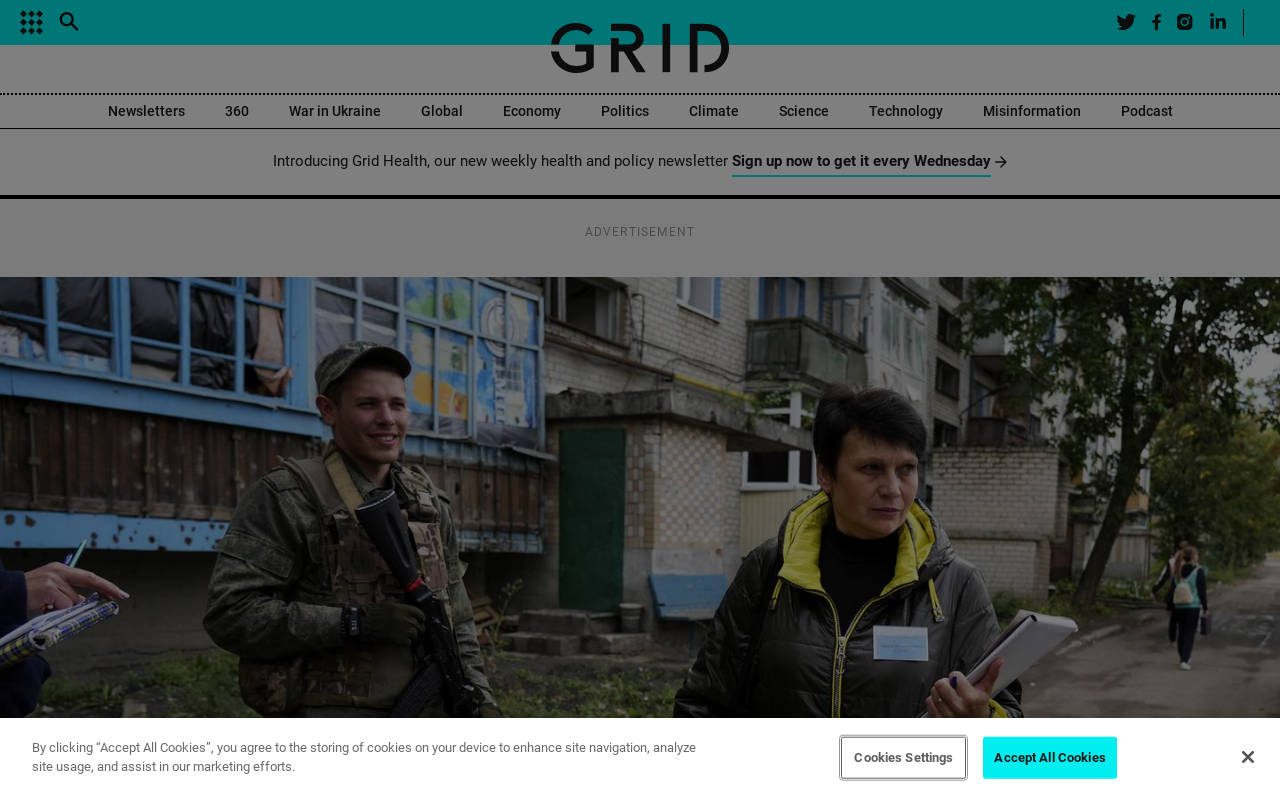 GRID
Newsletters 360 War in Ukraine Global Economy Politics Climate Science Technology Misinformation Podcast
Introducing Grid Health, our new weekly health and policy newsletter Sign up now to get it every Wednesday
ADVERTISEMENT
By clicking “Accept All Cookies”, you agree to the storing of cookies on your device to enhance site navigation, analyze
site usage, and assist in our marketing efforts.
Cookies Settings
Accept All Cookies